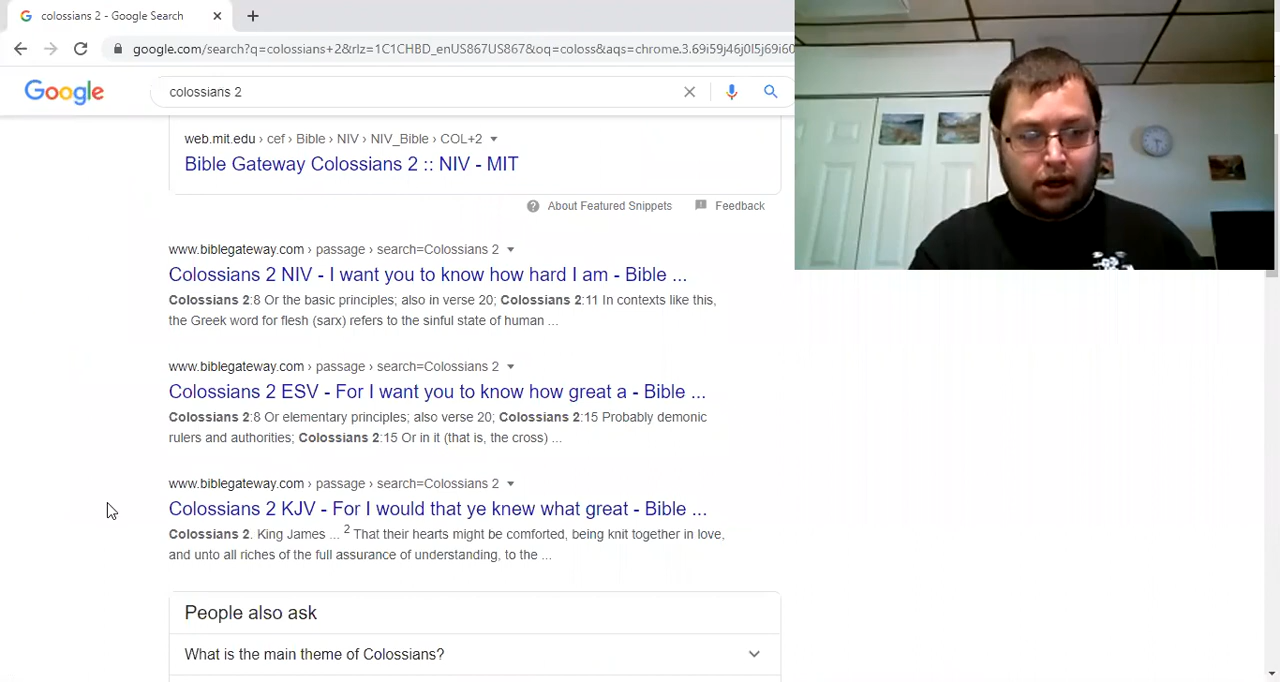 colossians 2 - Google Search
google.com/search?q=colossians+2&rlz=1C1CHBD_enUS867US867&oq=coloss&aqs=chrome.3.69i59j46j0l5j69i60
Google
colossians 2
web.mit.edu › cef › Bible › NIV › NIV_Bible › COL+2
Bible Gateway Colossians 2 :: NIV - MIT
About Featured Snippets Feedback
www.biblegateway.com › passage › search=Colossians 2
Colossians 2 NIV - I want you to know how hard I am - Bible ...
Colossians 2:8 Or the basic principles; also in verse 20; Colossians 2:11 In contexts like this,
the Greek word for flesh (sarx) refers to the sinful state of human ...
www.biblegateway.com › passage › search=Colossians 2
Colossians 2 ESV - For I want you to know how great a - Bible ...
Colossians 2:8 Or elementary principles; also verse 20; Colossians 2:15 Probably demonic
rulers and authorities; Colossians 2:15 Or in it (that is, the cross) ...
www.biblegateway.com › passage › search=Colossians 2
Colossians 2 KJV - For I would that ye knew what great - Bible ...
Colossians 2. King James ... 2 That their hearts might be comforted, being knit together in love,
and unto all riches of the full assurance of understanding, to the ...
People also ask
What is the main theme of Colossians?